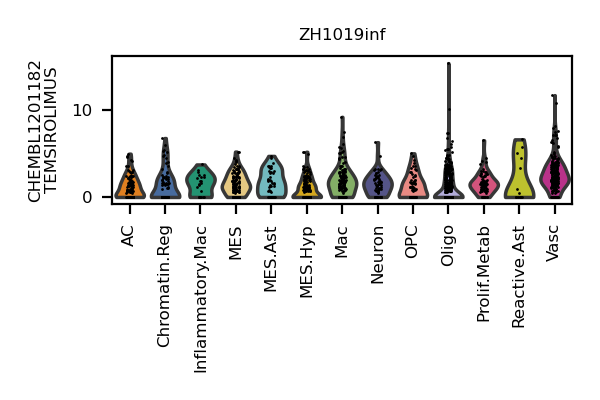 ZH1019inf
CHEMBL1201182
TEMSIROLIMUS
10
0
AC
Chromatin.Reg
Inflammatory.Mac
MES
MES.Ast
MES.Hyp
Mac
Neuron
OPC
Oligo
Prolif.Metab
Reactive.Ast
Vasc